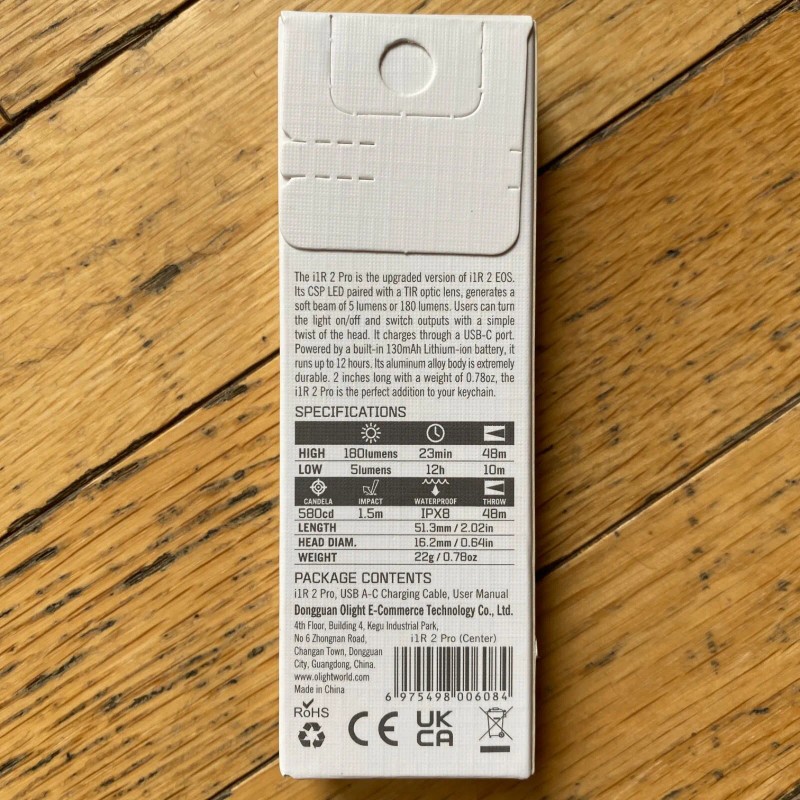 The i1R 2 Pro is the upgraded version of i1R 2 EOS.
Its CSP LED paired with a TIR optic lens, generates a
soft beam of 5 lumens or 180 lumens. Users can turn
the light on/off and switch outputs with a simple
twist of the head. It charges through a USB-C port.
Powered by a built-in 130mAh Lithium-ion battery, it
runs up to 12 hours. Its aluminum alloy body is extremely
durable. 2 inches long with a weight of 0.78oz, the
i1R 2 Pro is the perfect addition to your keychain.
SPECIFICATIONS
HIGH 180lumens 23min 48m
LOW 5lumens 12h 10m
CANDELA IMPACT WATERPROOF THROW
580cd 1.5m IPX8 48m
LENGTH 51.3mm / 2.02in
HEAD DIAM. 16.2mm / 0.64in
WEIGHT 22g / 0.78oz
PACKAGE CONTENTS
i1R 2 Pro, USB A-C Charging Cable, User Manual
Dongguan Olight E-Commerce Technology Co., Ltd.
4th Floor, Building 4, Kegu Industrial Park,
No 6 Zhongnan Road,
Changan Town, Dongguan
City, Guangdong, China.
www.olightworld.com
Made in China
i1R 2 Pro (Center)
6 975498 006084
RoHS
CE
UK
CA